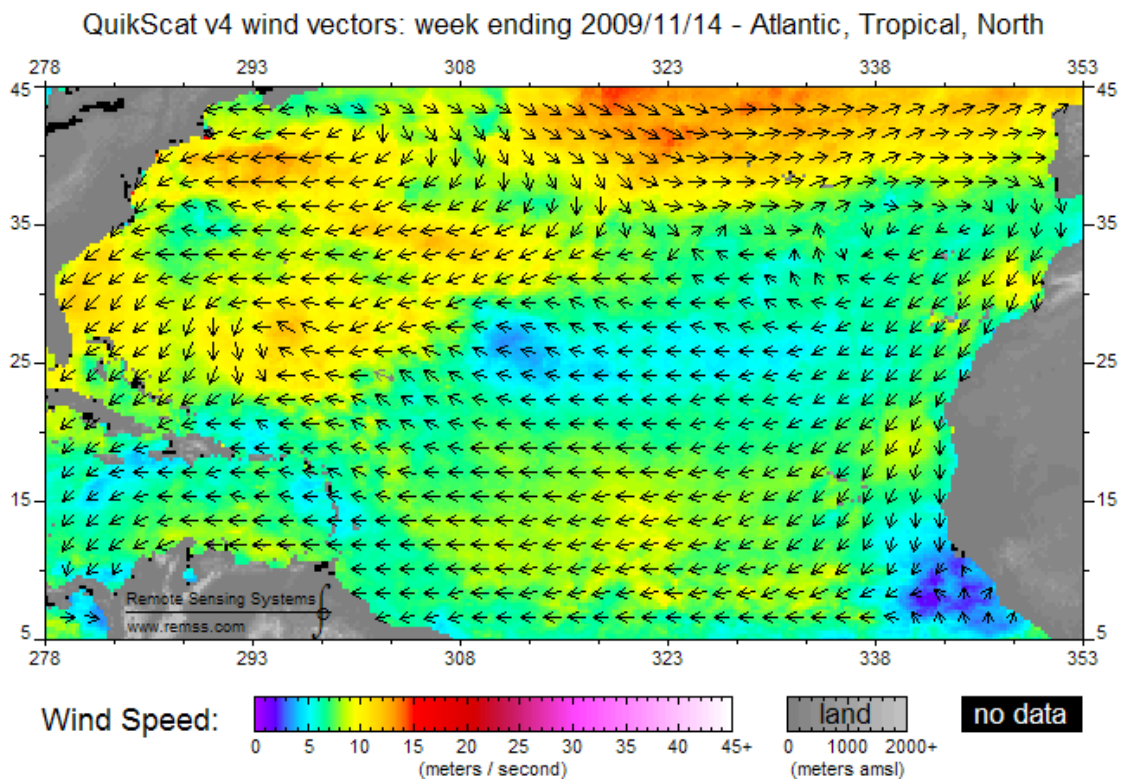 QuikScat v4 wind vectors: week ending 2009/11/14 - Atlantic, Tropical, North
278 293 308 323 338 353
45 45
35 35
25 25
15 15
Remote Sensing Systems
www.remss.com
5 5
278 293 308 323 338 353
Wind Speed: land no data
0 5 10 15 20 25 30 35 40 45+ 0 1000 2000+
(meters / second) (meters amsl)